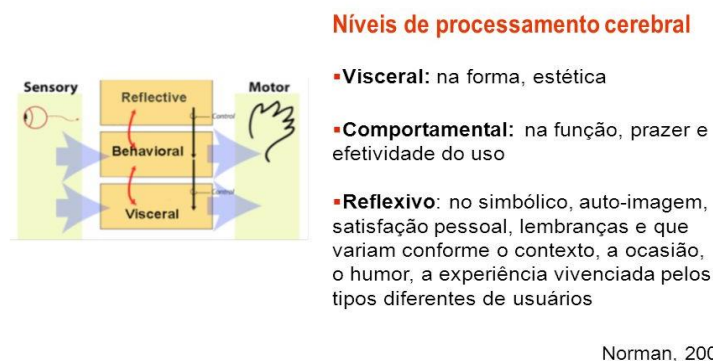 Níveis de processamento cerebral
Sensory
Motor
Reflective
Control
Behavioral
Control
Visceral
▪Visceral: na forma, estética
▪Comportamental: na função, prazer e
efetividade do uso
▪Reflexivo: no simbólico, auto-imagem,
satisfação pessoal, lembranças e que
variam conforme o contexto, a ocasião,
o humor, a experiência vivenciada pelos
tipos diferentes de usuários
Norman, 200